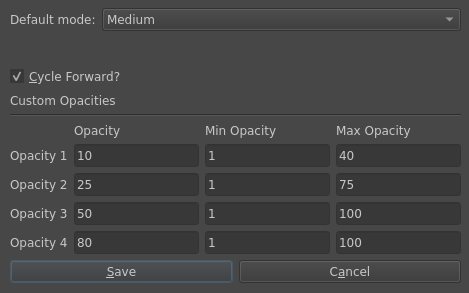 Default mode: Medium
Cycle Forward?
Custom Opacities
Opacity Min Opacity Max Opacity
Opacity 1 10 1 40
Opacity 2 25 1 75
Opacity 3 50 1 100
Opacity 4 80 1 100
Save Cancel